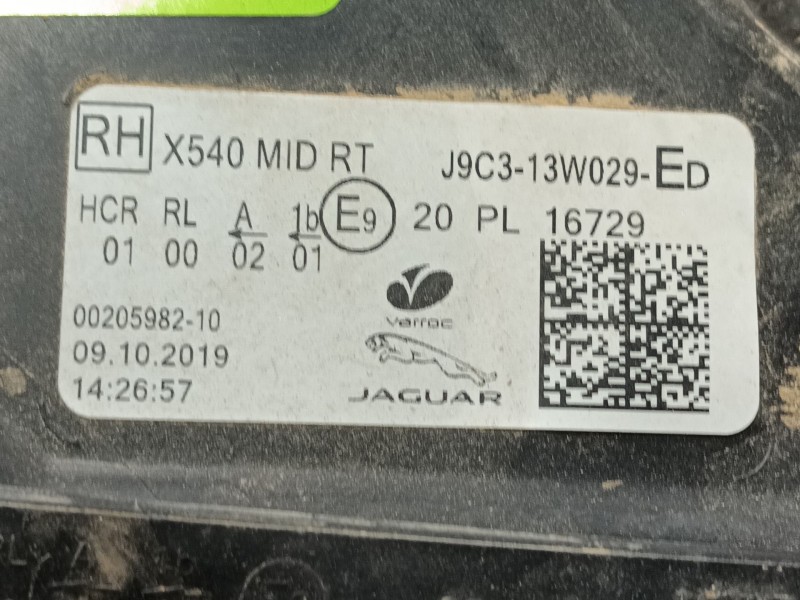 RH X540 MID RT J9C3-13W029-ED
HCR RL A 1b E9 20 PL 16729
01 00 02 01
00205982-10
varroc
09.10.2019
JAGUAR
14:26:57